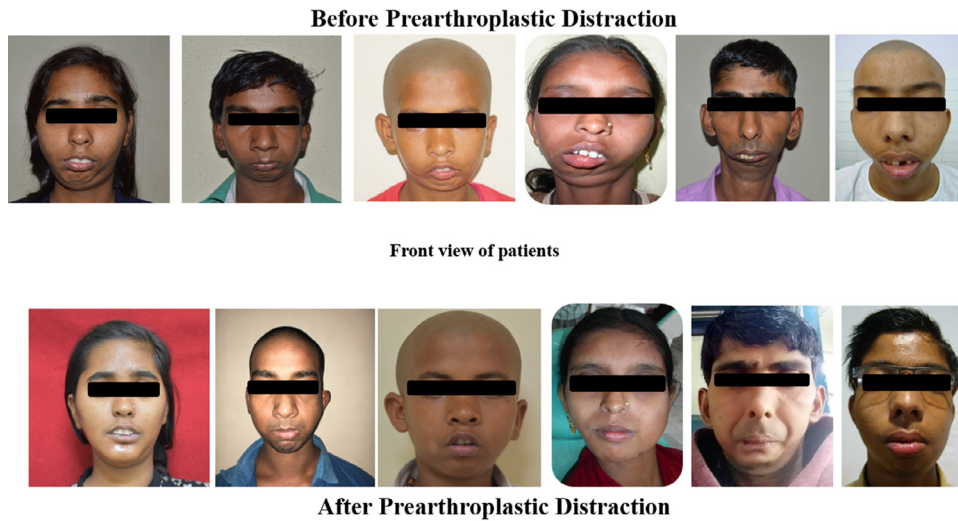 Before Prearthroplastic Distraction
Front view of patients
After Prearthroplastic Distraction